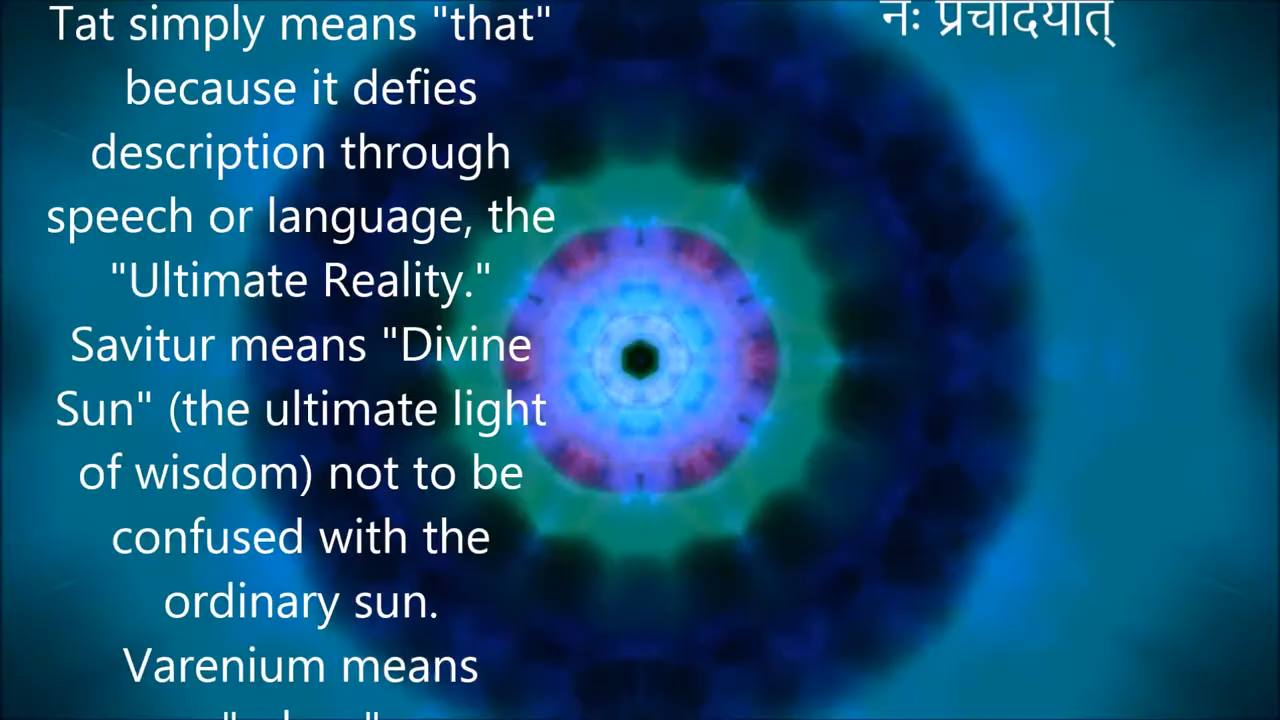 Tat simply means "that"
because it defies
description through
speech or language, the
"Ultimate Reality."
Savitur means "Divine
Sun" (the ultimate light
of wisdom) not to be
confused with the
ordinary sun.
Varenium means
नः प्रचोदयात्